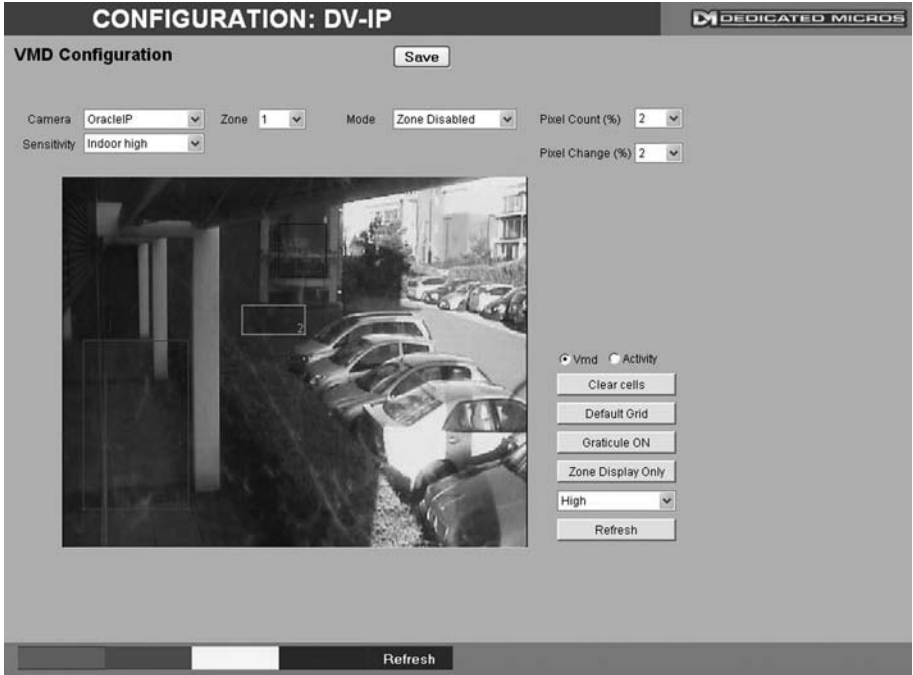 CONFIGURATION: DV-IP
DEDICATED MICROS
VMD Configuration
Save
Camera OracleIP Zone 1 Mode Zone Disabled Pixel Count (%) 2
Sensitivity Indoor high
Pixel Change (%) 2
2
Vmd Activity
Clear cells
Default Grid
Graticule ON
Zone Display Only
High
Refresh
Refresh